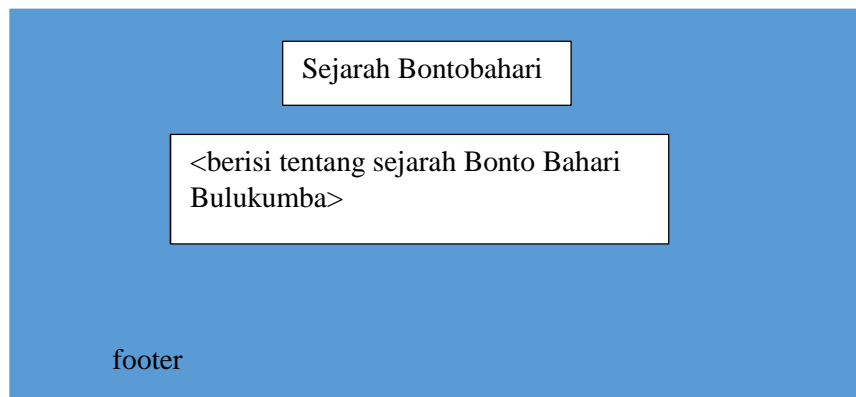 Sejarah Bontobahari
<berisi tentang sejarah Bonto Bahari
Bulukumba>
footer